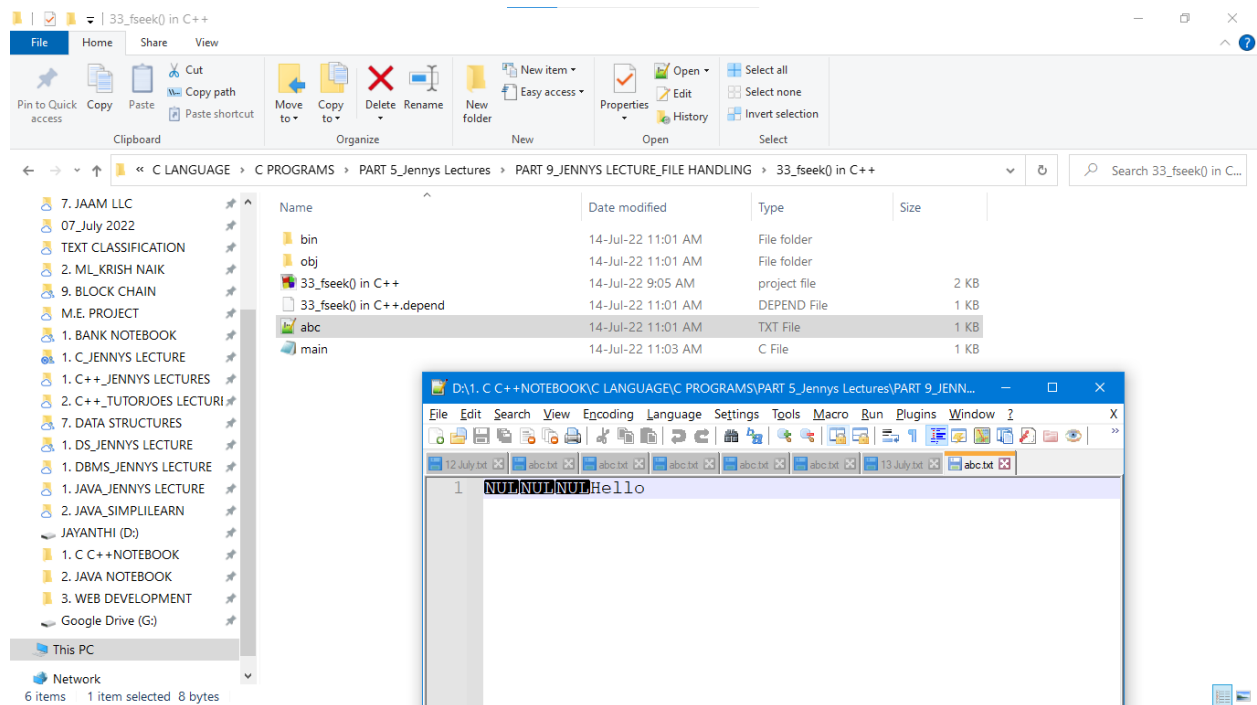 33_fseek() in C++
File Home Share View
Pin to Quick access
Copy
Paste
Cut
Copy path
Paste shortcut
Clipboard
Move to
Copy to
Delete
Rename
Organize
New folder
New item
Easy access
New
Properties
Open
Edit
History
Open
Select all
Select none
Invert selection
Select
« C LANGUAGE › C PROGRAMS › PART 5_Jennys Lectures › PART 9_JENNYS LECTURE_FILE HANDLING › 33_fseek() in C++
Search 33_fseek() in C...
7. JAAM LLC
07_July 2022
TEXT CLASSIFICATION
2. ML_KRISH NAIK
9. BLOCK CHAIN
M.E. PROJECT
1. BANK NOTEBOOK
1. C_JENNYS LECTURE
1. C++_JENNYS LECTURES
2. C++_TUTORJOES LECTURE
7. DATA STRUCTURES
1. DS_JENNYS LECTURE
1. DBMS_JENNYS LECTURE
1. JAVA_JENNYS LECTURE
2. JAVA_SIMPLILEARN
JAYANTHI (D:)
1. C C++NOTEBOOK
2. JAVA NOTEBOOK
3. WEB DEVELOPMENT
Google Drive (G:)
This PC
Network
Name Date modified Type Size
bin 14-Jul-22 11:01 AM File folder
obj 14-Jul-22 11:01 AM File folder
33_fseek() in C++ 14-Jul-22 9:05 AM project file 2 KB
33_fseek() in C++.depend 14-Jul-22 11:01 AM DEPEND File 1 KB
abc 14-Jul-22 11:01 AM TXT File 1 KB
main 14-Jul-22 11:03 AM C File 1 KB
D:\1. C C++NOTEBOOK\C LANGUAGE\C PROGRAMS\PART 5_Jennys Lectures\PART 9_JENN...
File Edit Search View Encoding Language Settings Tools Macro Run Plugins Window ? X
12 July.txt abc.txt abc.txt abc.txt abc.txt abc.txt 13 July.txt abc.txt
1 NULNULNULHello
6 items 1 item selected 8 bytes